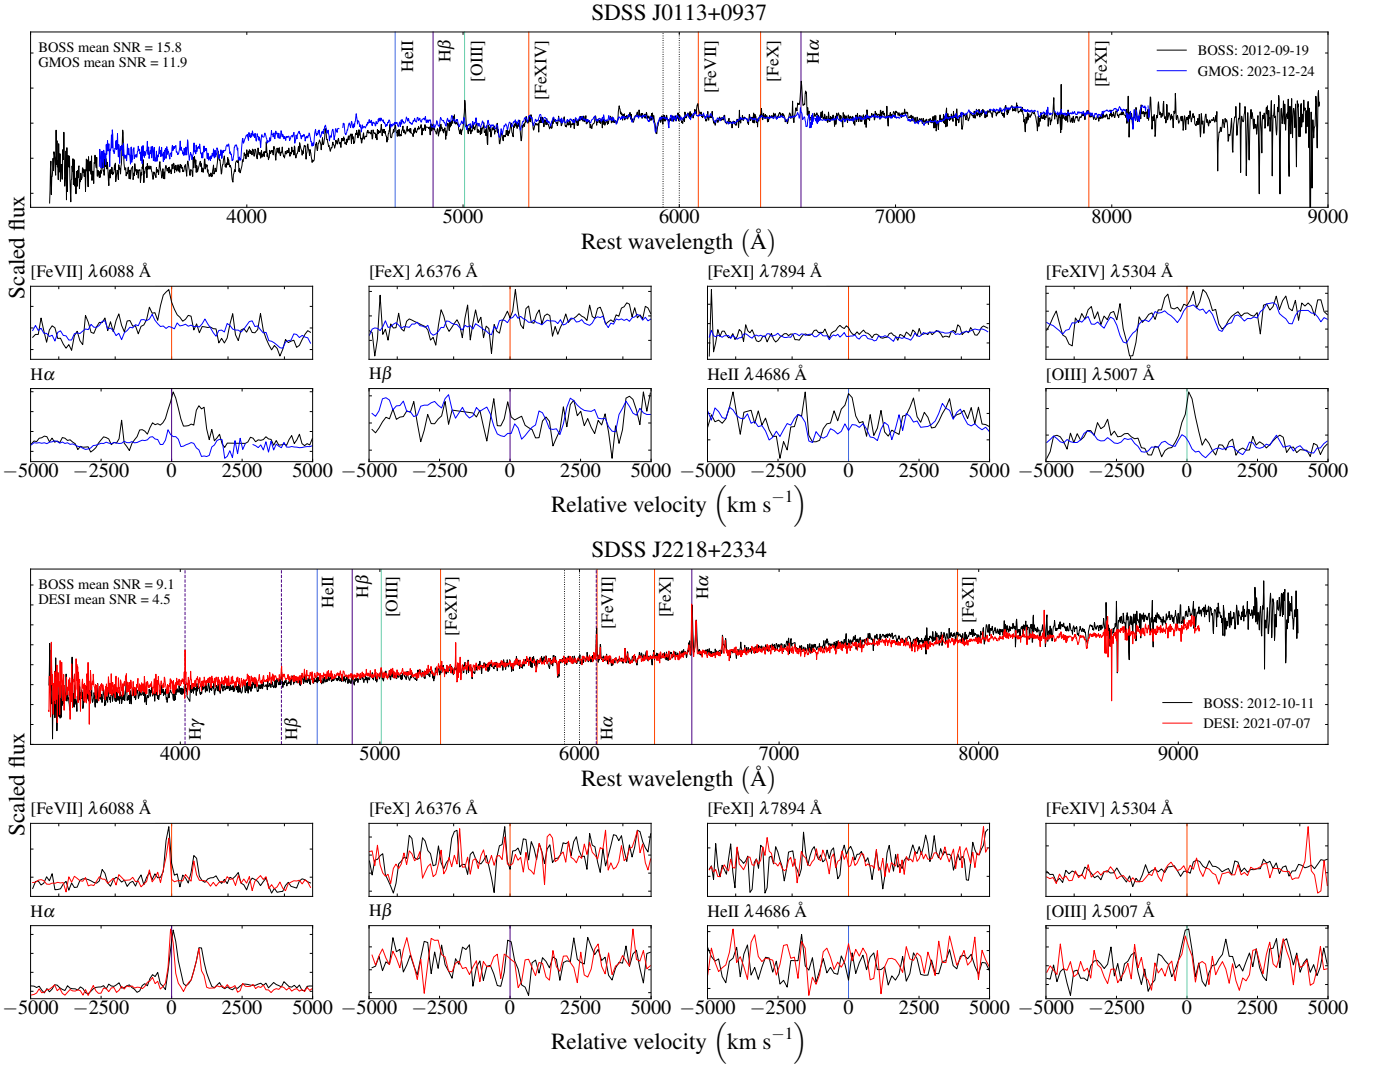 SDSS J0113+0937
BOSS mean SNR = 15.8
GMOS mean SNR = 11.9
HeII
Hβ
[OIII]
[FeXIV]
[FeVII]
[FeX]
Hα
[FeXI]
BOSS: 2012-09-19
GMOS: 2023-12-24
4000 5000 6000 7000 8000 9000
Rest wavelength (Å)
Scaled flux
[FeVII] λ6088 Å [FeX] λ6376 Å [FeXI] λ7894 Å [FeXIV] λ5304 Å
Hα Hβ HeII λ4686 Å [OIII] λ5007 Å
−5000 −2500 0 2500 5000 −5000 −2500 0 2500 5000 −5000 −2500 0 2500 5000 −5000 −2500 0 2500 5000
Relative velocity (km s⁻¹)
SDSS J2218+2334
BOSS mean SNR = 9.1
DESI mean SNR = 4.5
HeII
Hβ
[OIII]
[FeXIV]
[FeVII]
[FeX]
Hα
[FeXI]
BOSS: 2012-10-11
DESI: 2021-07-07
Hγ
Hβ
Hα
4000 5000 6000 7000 8000 9000
Rest wavelength (Å)
Scaled flux
[FeVII] λ6088 Å [FeX] λ6376 Å [FeXI] λ7894 Å [FeXIV] λ5304 Å
Hα Hβ HeII λ4686 Å [OIII] λ5007 Å
−5000 −2500 0 2500 5000 −5000 −2500 0 2500 5000 −5000 −2500 0 2500 5000 −5000 −2500 0 2500 5000
Relative velocity (km s⁻¹)